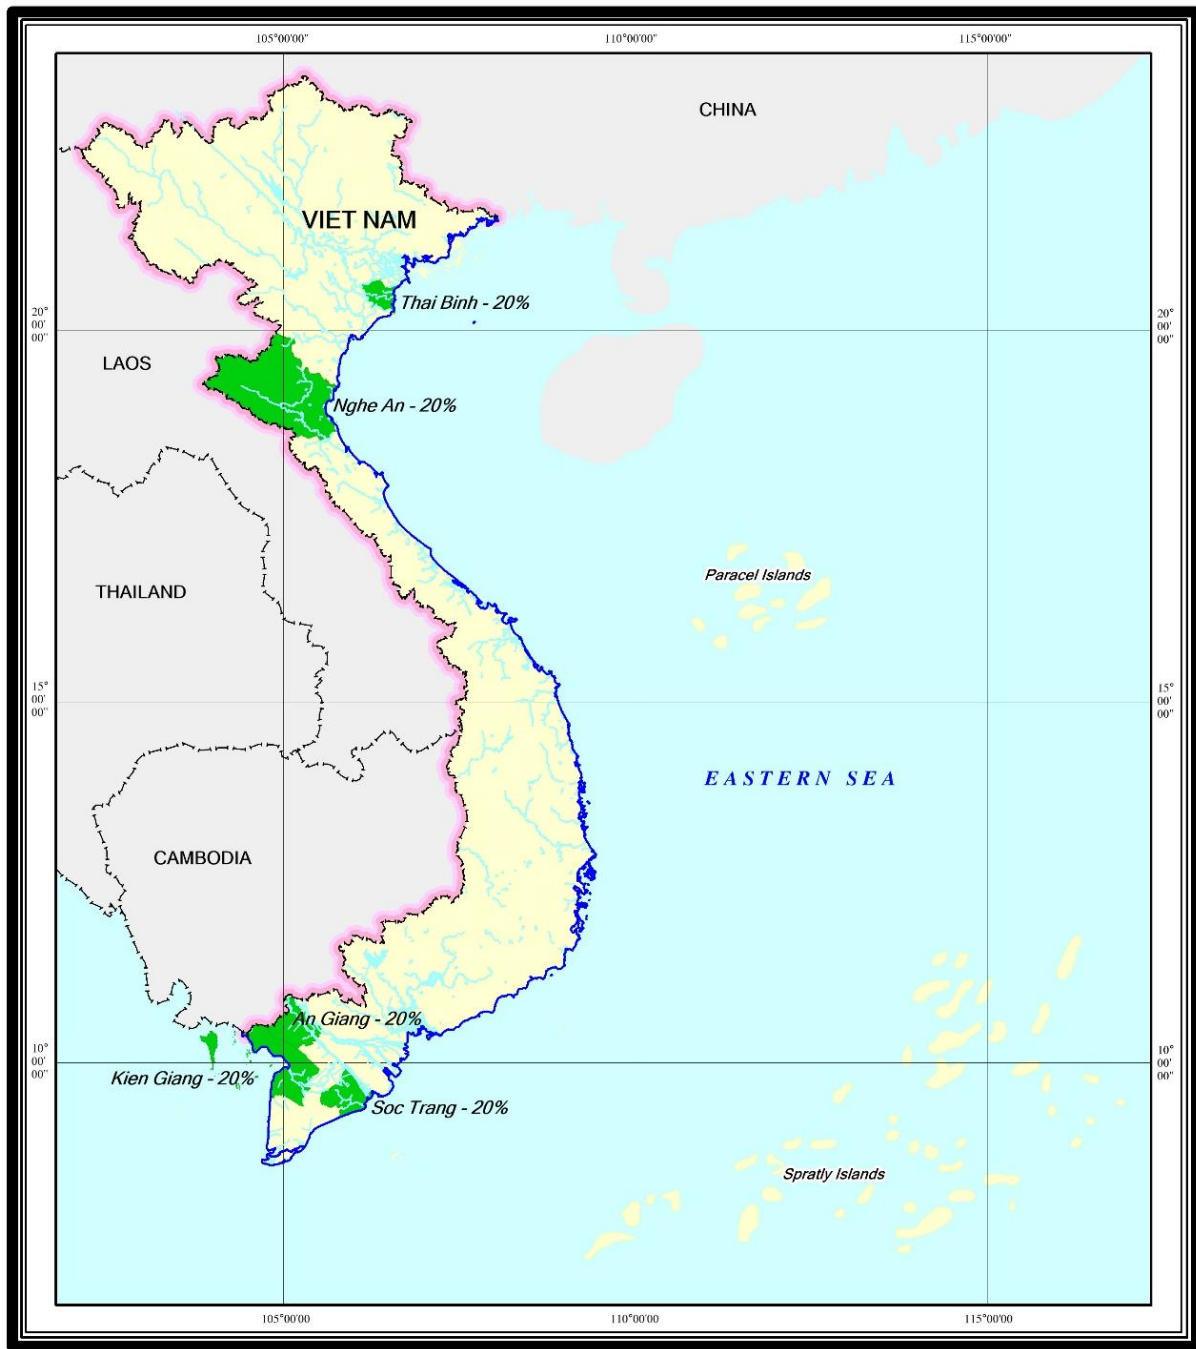 105°00'00" 110°00'00" 115°00'00"
CHINA
VIET NAM
Thai Binh - 20%
20°
00'
00"
20°
00'
00"
LAOS
Nghe An - 20%
Paracel Islands
THAILAND
15°
00'
00"
15°
00'
00"
EASTERN SEA
CAMBODIA
An Giang - 20%
10°
00'
00"
10°
00'
00"
Kien Giang - 20%
Soc Trang - 20%
Spratly Islands
105°00'00" 110°00'00" 115°00'00"